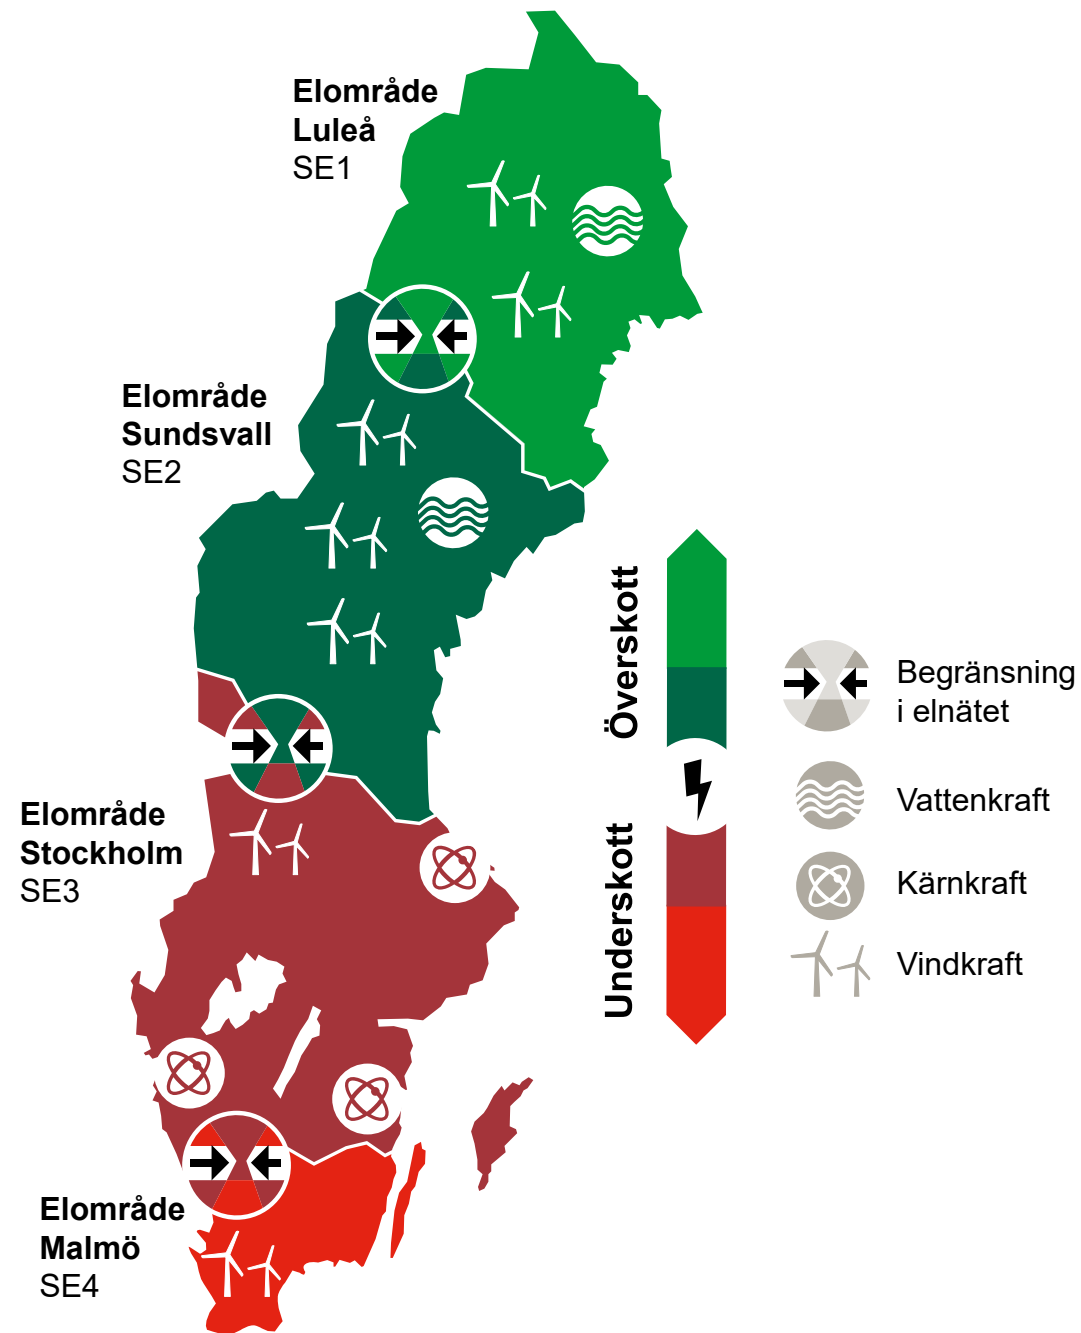 Elområde
Luleå
SE1
Elområde
Sundsvall
SE2
Överskott
Underskott
Begränsning
i elnätet
Vattenkraft
Kärnkraft
Vindkraft
Elområde
Stockholm
SE3
Elområde
Malmö
SE4